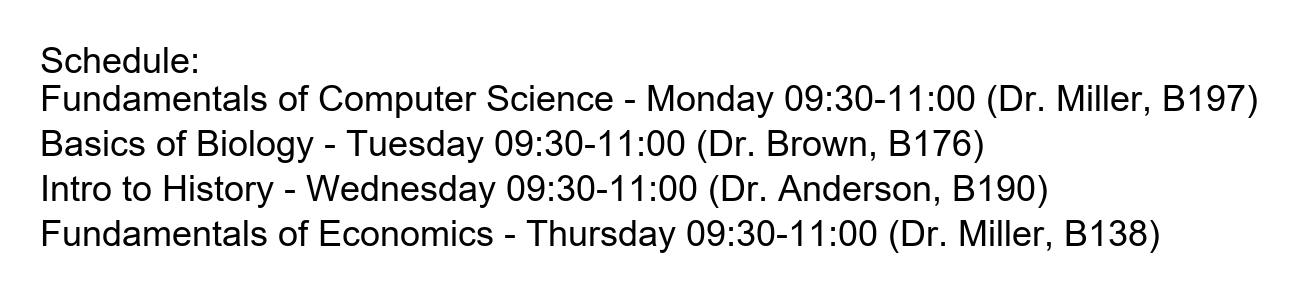 Schedule:
Fundamentals of Computer Science - Monday 09:30-11:00 (Dr. Miller, B197)
Basics of Biology - Tuesday 09:30-11:00 (Dr. Brown, B176)
Intro to History - Wednesday 09:30-11:00 (Dr. Anderson, B190)
Fundamentals of Economics - Thursday 09:30-11:00 (Dr. Miller, B138)